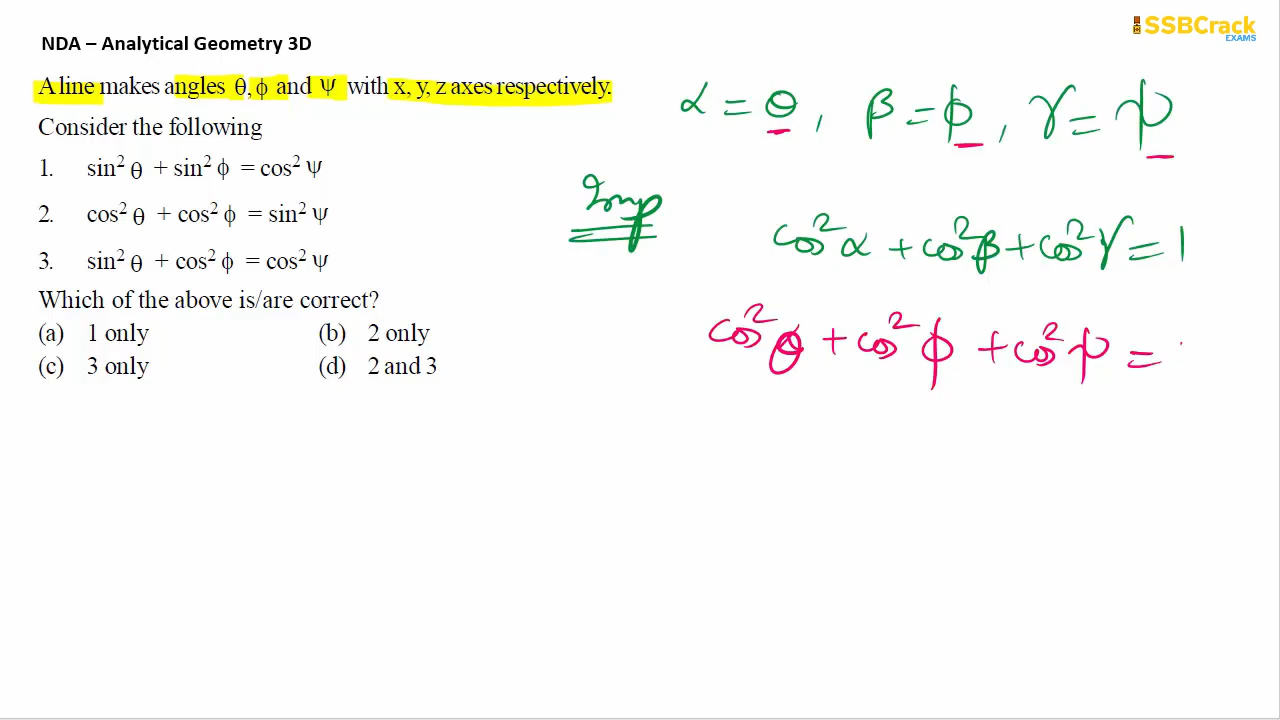 SSBCrack
EXAMS
NDA – Analytical Geometry 3D
A line makes angles θ, ϕ and Ψ with x, y, z axes respectively.
Consider the following
1. sin² θ + sin² ϕ = cos² Ψ
2. cos² θ + cos² ϕ = sin² Ψ
3. sin² θ + cos² ϕ = cos² Ψ
Which of the above is/are correct?
(a) 1 only (b) 2 only
(c) 3 only (d) 2 and 3
α = θ, β = ϕ, γ = ψ
Imp
cos²α + cos²β + cos²γ = 1
cos²θ + cos²ϕ + cos²ψ =